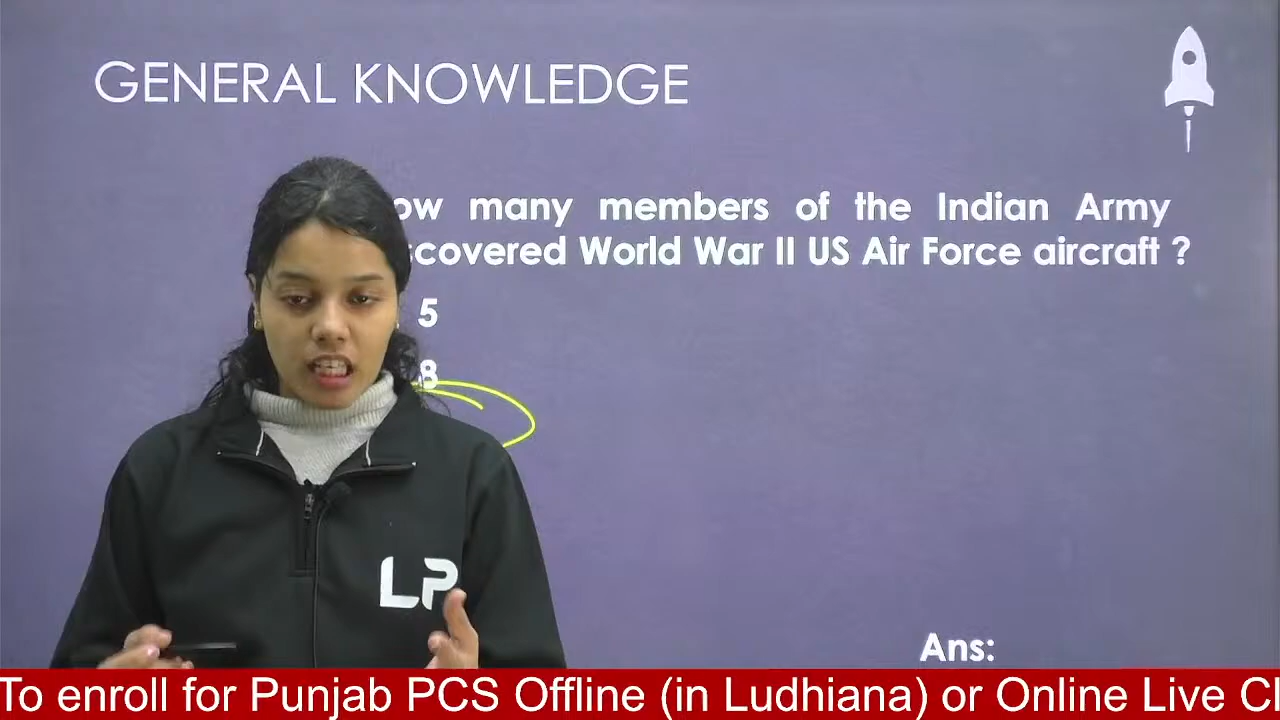 GENERAL KNOWLEDGE
ow many members of the Indian Army
scovered World War II US Air Force aircraft ?
5
8
LP
Ans:
To enroll for Punjab PCS Offline (in Ludhiana) or Online Live Cl